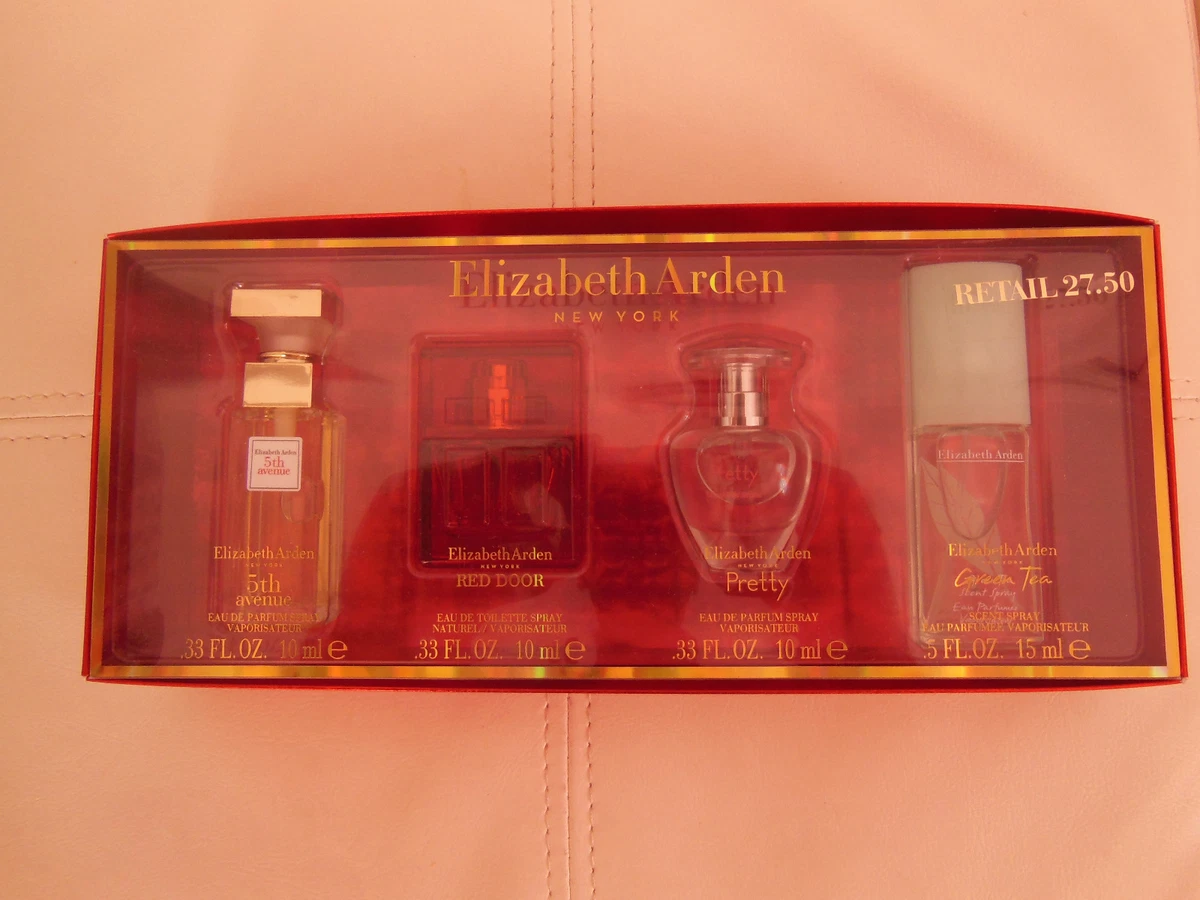 Elizabeth Arden
NEW YORK
RETAIL 27.50
Elizabeth Arden
5th
avenue
Elizabeth Arden
NEW YORK
5th
avenue
EAU DE PARFUM SPRAY
VAPORISATEUR
.33 FL.OZ. 10 ml e
Elizabeth Arden
NEW YORK
RED DOOR
EAU DE TOILETTE SPRAY
NATUREL / VAPORISATEUR
.33 FL.OZ. 10 ml e
Elizabeth Arden
NEW YORK
Pretty
EAU DE PARFUM SPRAY
VAPORISATEUR
.33 FL.OZ. 10 ml e
Elizabeth Arden
Elizabeth Arden
NEW YORK
Green Tea
Scent Spray
Eau Parfumée
SCENT SPRAY
EAU PARFUMÉE VAPORISATEUR
.5 FL.OZ. 15 ml e